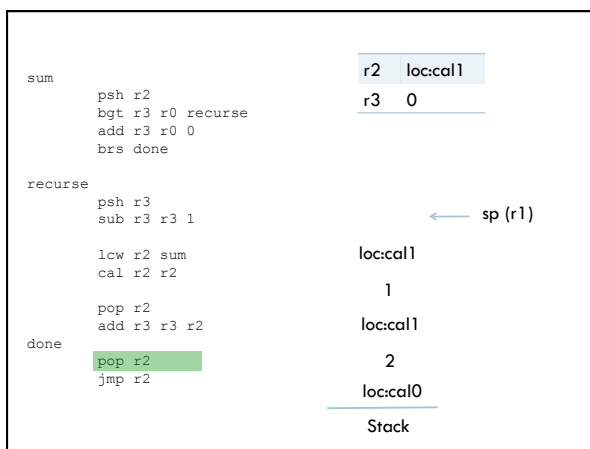 sum
psh r2
bgt r3 r0 recurse
add r3 r0 0
brs done
recurse
psh r3
sub r3 r3 1
lcw r2 sum
cal r2 r2
pop r2
add r3 r3 r2
done
pop r2
jmp r2
r2 loc:cal1
r3 0
sp (r1)
loc:cal1
1
loc:cal1
2
loc:cal0
Stack